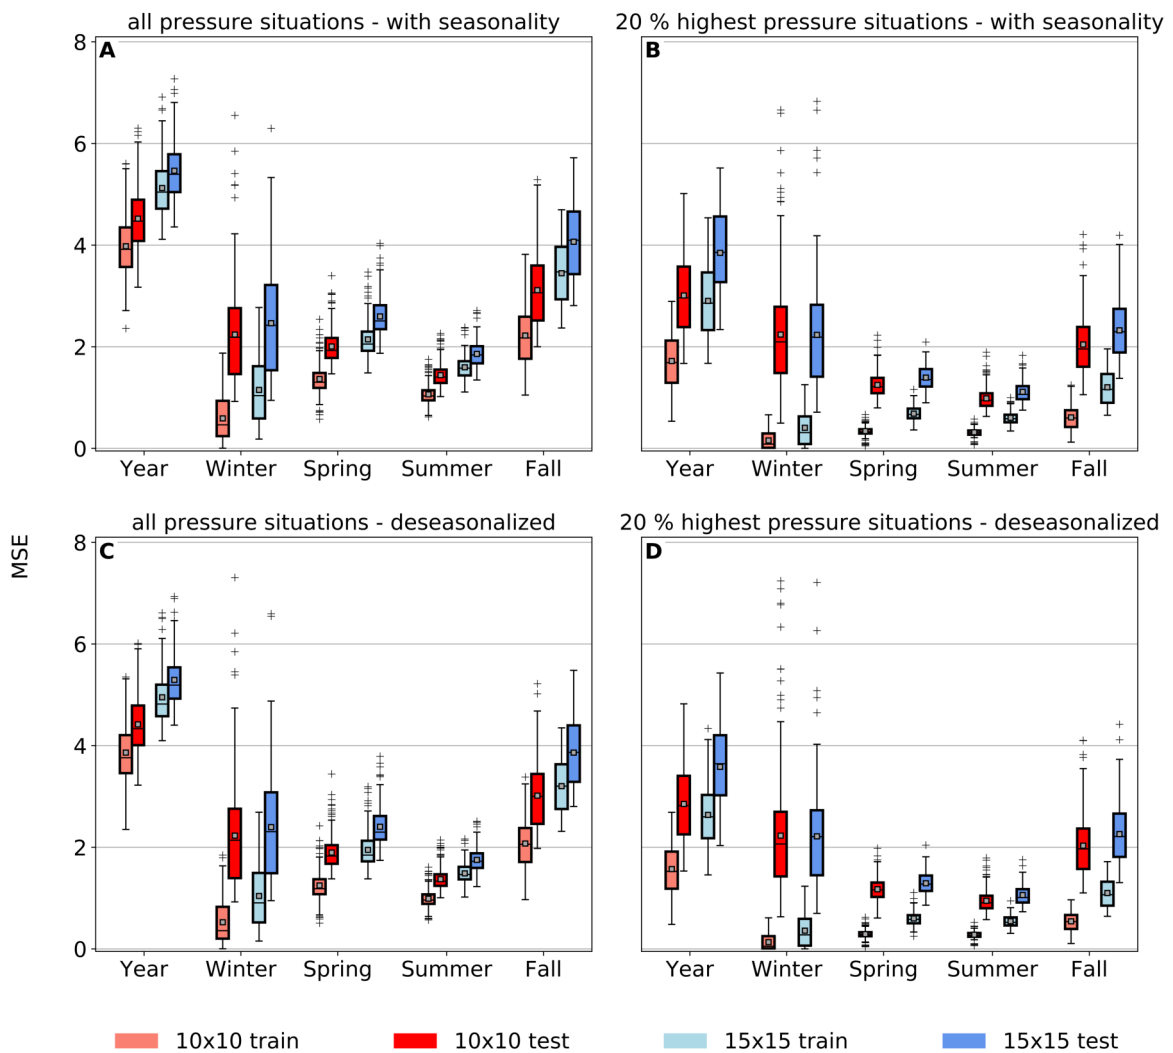 all pressure situations - with seasonality
20 % highest pressure situations - with seasonality
A
B
8
6
4
2
0
Year Winter Spring Summer Fall
Year Winter Spring Summer Fall
MSE
all pressure situations - deseasonalized
20 % highest pressure situations - deseasonalized
C
D
8
6
4
2
0
Year Winter Spring Summer Fall
Year Winter Spring Summer Fall
10x10 train 10x10 test 15x15 train 15x15 test